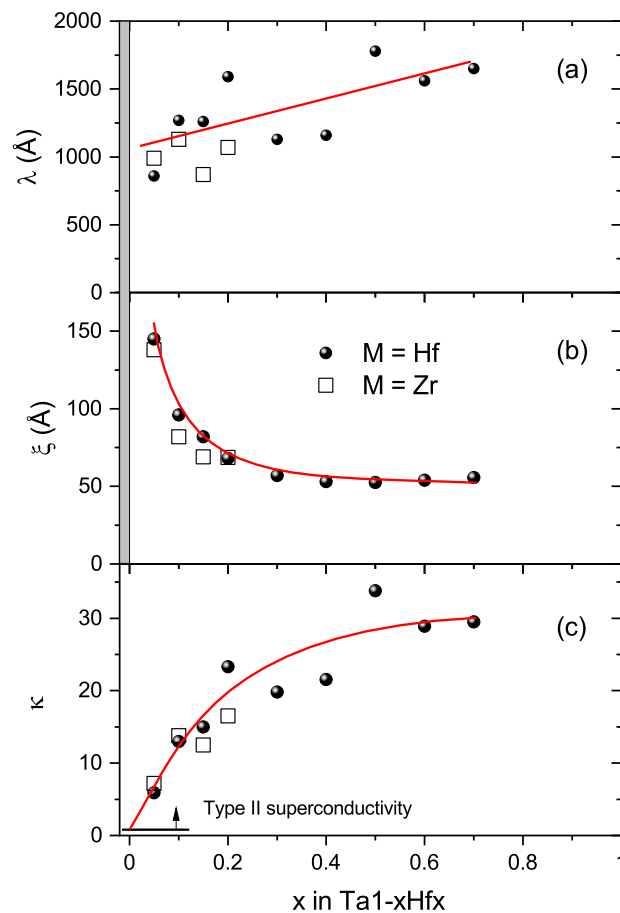 2000
1500
1000
500
0
λ (Å)
(a)
150
100
50
0
ξ (Å)
M = Hf
M = Zr
(b)
30
20
10
0
κ
(c)
Type II superconductivity
0 0.2 0.4 0.6 0.8 1
x in Ta1-xHfx